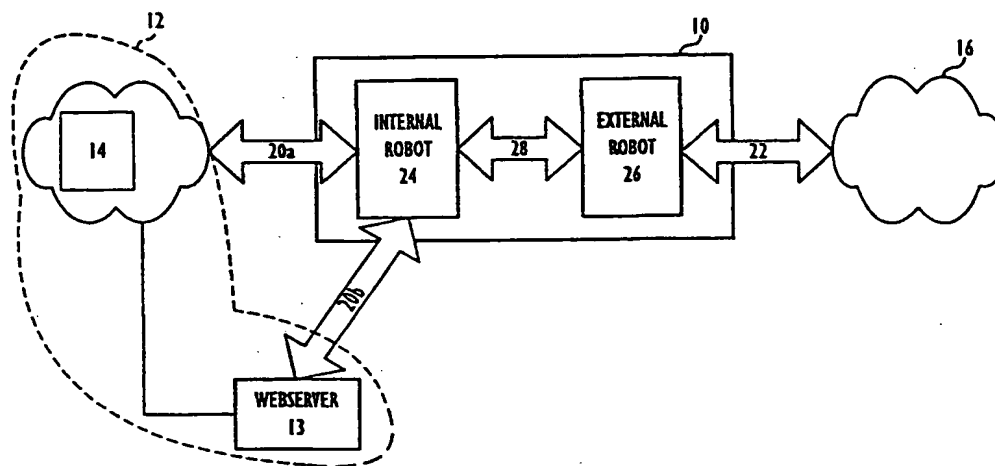 12
10
16
14
20a
INTERNAL
ROBOT
24
28
EXTERNAL
ROBOT
26
22
20b
WEBSERVER
13